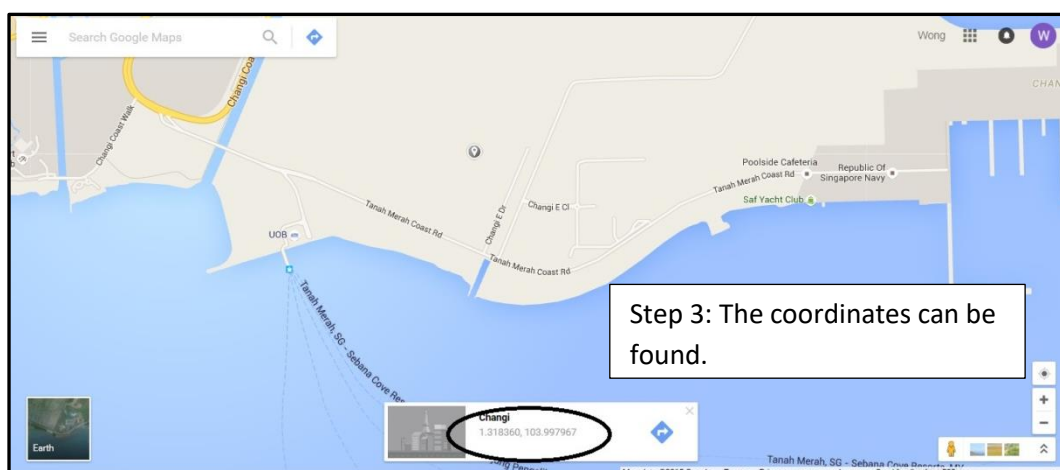 Search Google Maps
Wong
W
CHAN
Changi Coa
Changi Coast Walk
Poolside Cafeteria
Republic Of
Singapore Navy
Tanah Merah Coast Rd
Saf Yacht Club
Changi E Cl
Changi E Dr
Tanah Merah Coast Rd
UOB
Tanah Merah Coast Rd
Tanah Merah, SG - Sebana Cove Res
Step 3: The coordinates can be
found.
Changi
1.318360, 103.997967
Earth
Tanah Merah, SG - Sebana Cove Resorts, MY